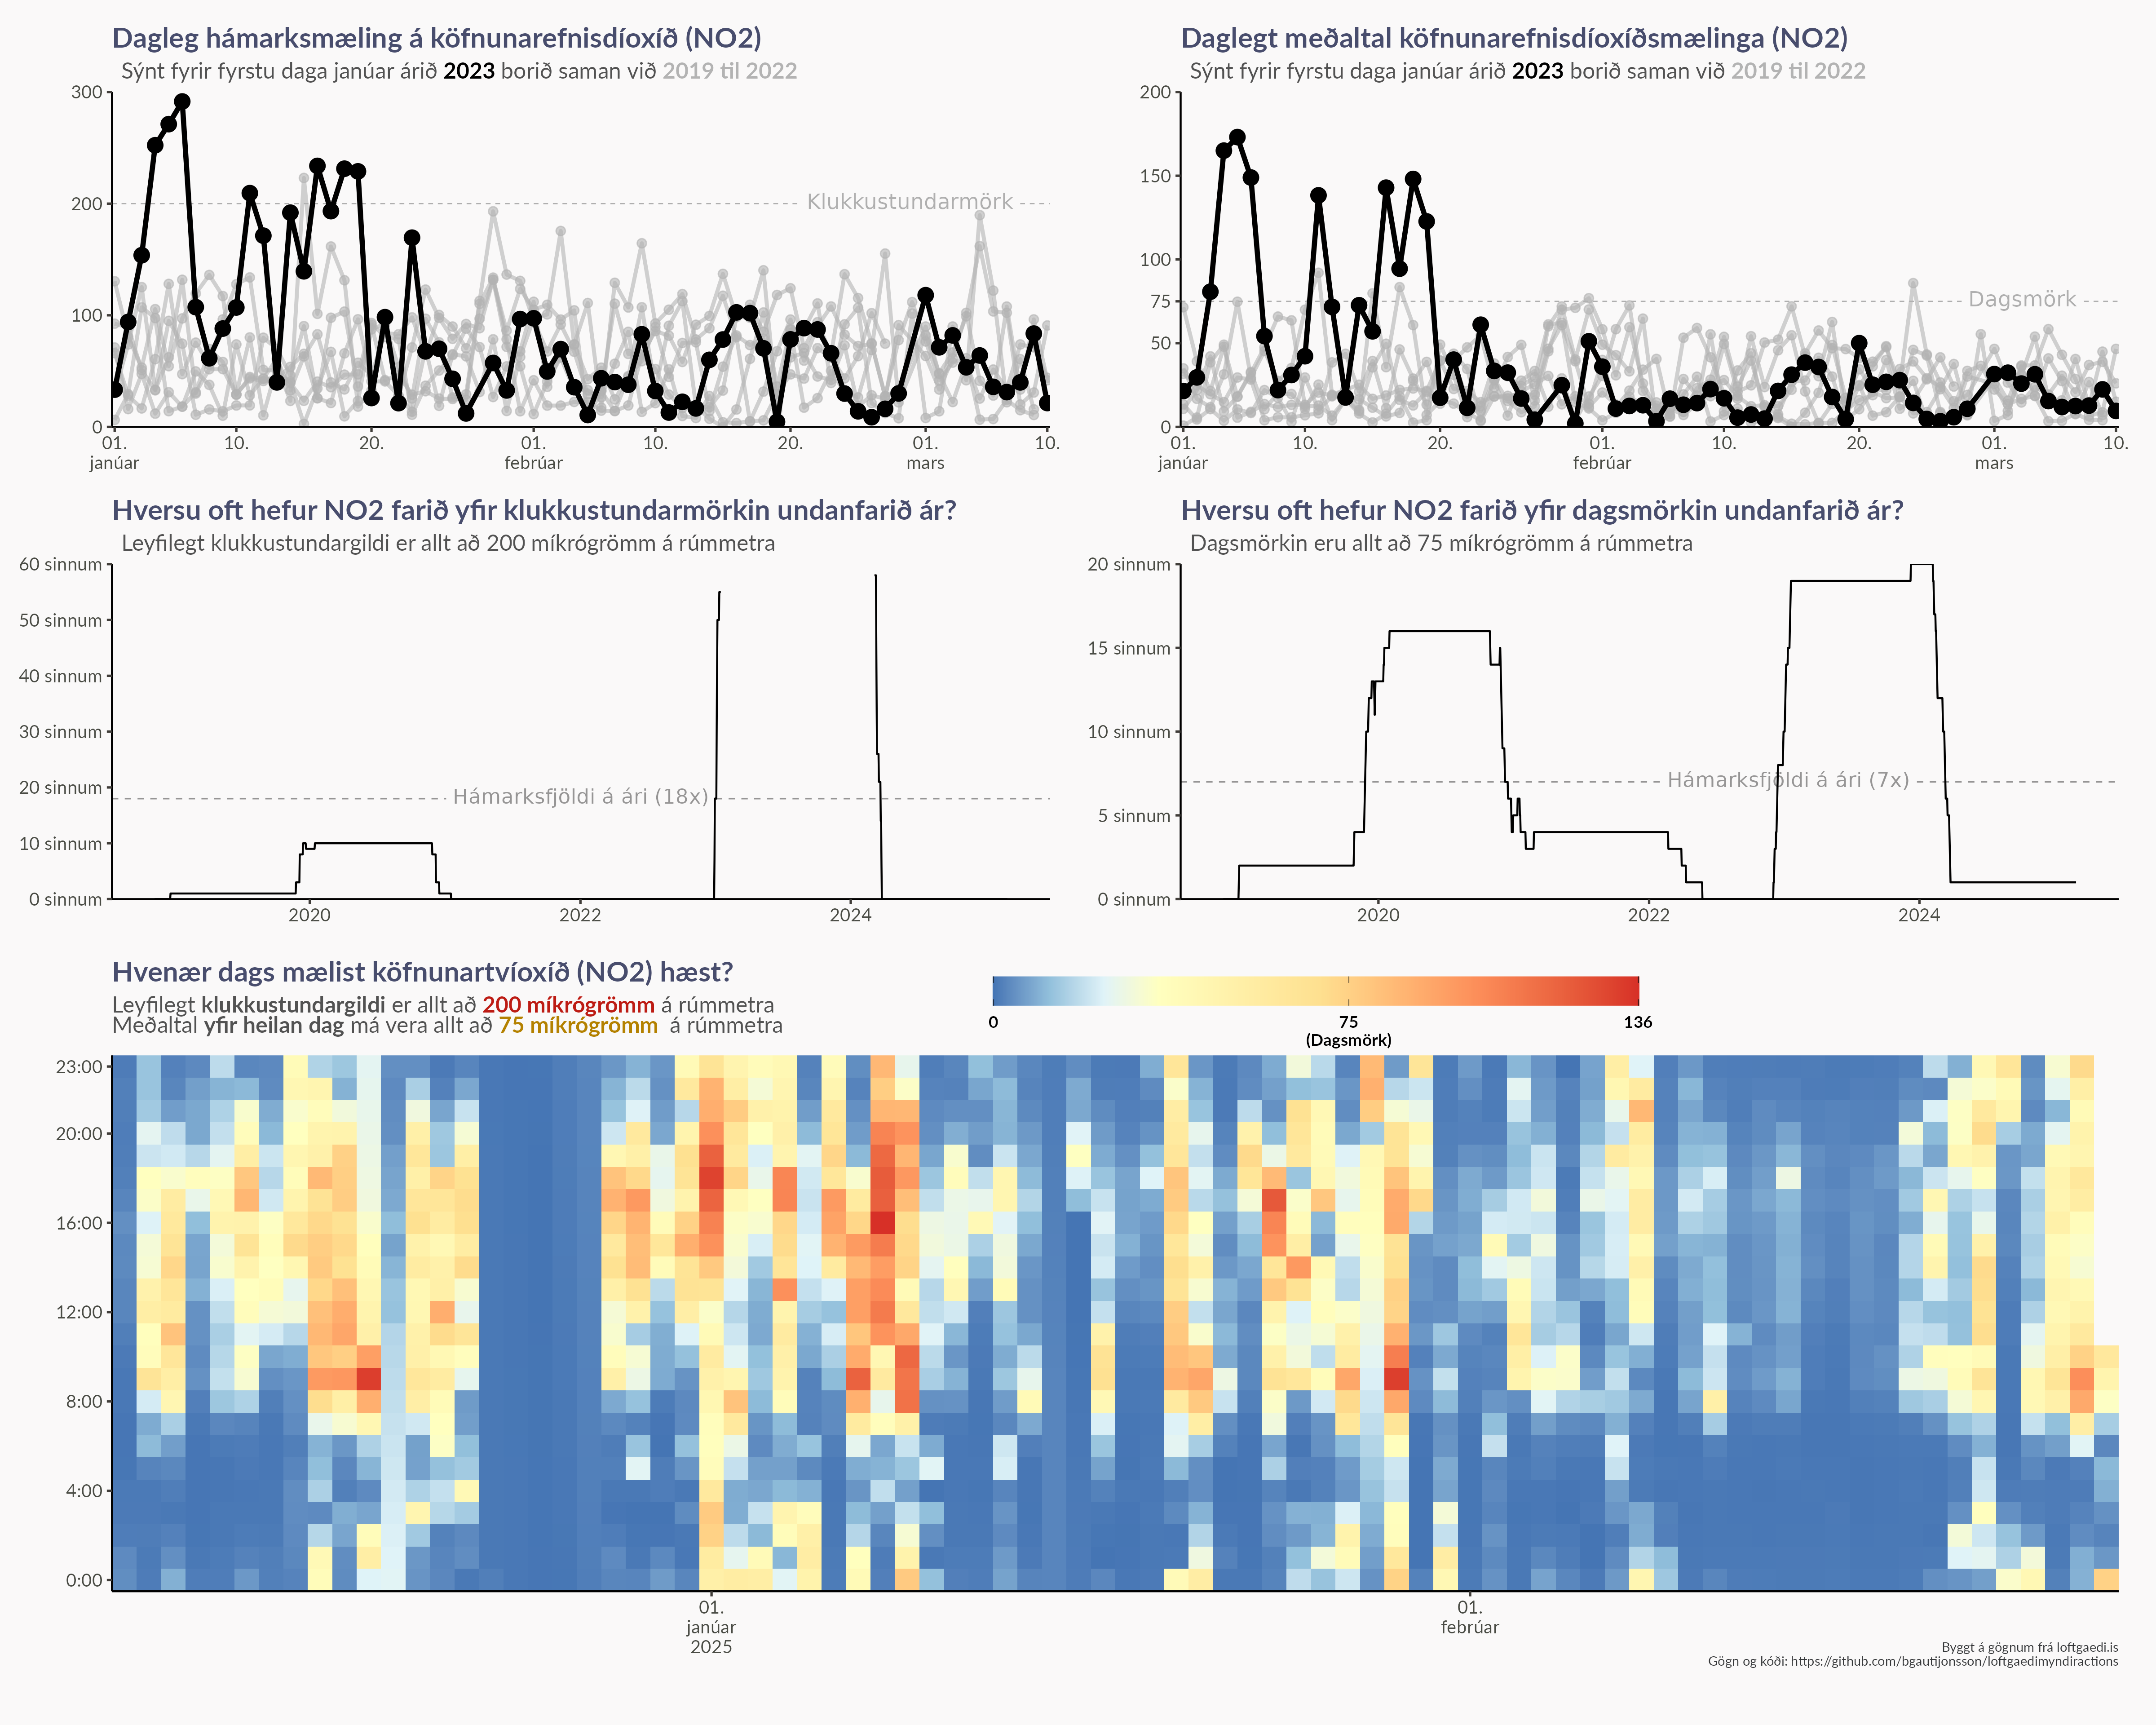 Dagleg hámarksmæling á köfnunarefnisdíoxíð (NO2)
Sýnt fyrir fyrstu daga janúar árið 2023 borið saman við 2019 til 2022
300
200
100
0
Klukkustundarmörk
01. 10. 20. 01. 10. 20. 01. 10.
janúar febrúar mars
Daglegt meðaltal köfnunarefnisdíoxíðsmælinga (NO2)
Sýnt fyrir fyrstu daga janúar árið 2023 borið saman við 2019 til 2022
200
150
100
75
50
0
Dagsmörk
01. 10. 20. 01. 10. 20. 01. 10.
janúar febrúar mars
Hversu oft hefur NO2 farið yfir klukkustundarmörkin undanfarið ár?
Leyfilegt klukkustundargildi er allt að 200 míkrógrömm á rúmmetra
60 sinnum
50 sinnum
40 sinnum
30 sinnum
20 sinnum
10 sinnum
0 sinnum
Hámarksfjöldi á ári (18x)
2020 2022 2024
Hversu oft hefur NO2 farið yfir dagsmörkin undanfarið ár?
Dagsmörkin eru allt að 75 míkrógrömm á rúmmetra
20 sinnum
15 sinnum
10 sinnum
5 sinnum
0 sinnum
Hámarksfjöldi á ári (7x)
2020 2022 2024
Hvenær dags mælist köfnunartvíoxíð (NO2) hæst?
Leyfilegt klukkustundargildi er allt að 200 míkrógrömm á rúmmetra
Meðaltal yfir heilan dag má vera allt að 75 míkrógrömm á rúmmetra
0 75 136
(Dagsmörk)
23:00
20:00
16:00
12:00
8:00
4:00
0:00
01. 01.
janúar febrúar
2025
Byggt á gögnum frá loftgaedi.is
Gögn og kóði: https://github.com/bgautijonsson/loftgaedimyndiractions